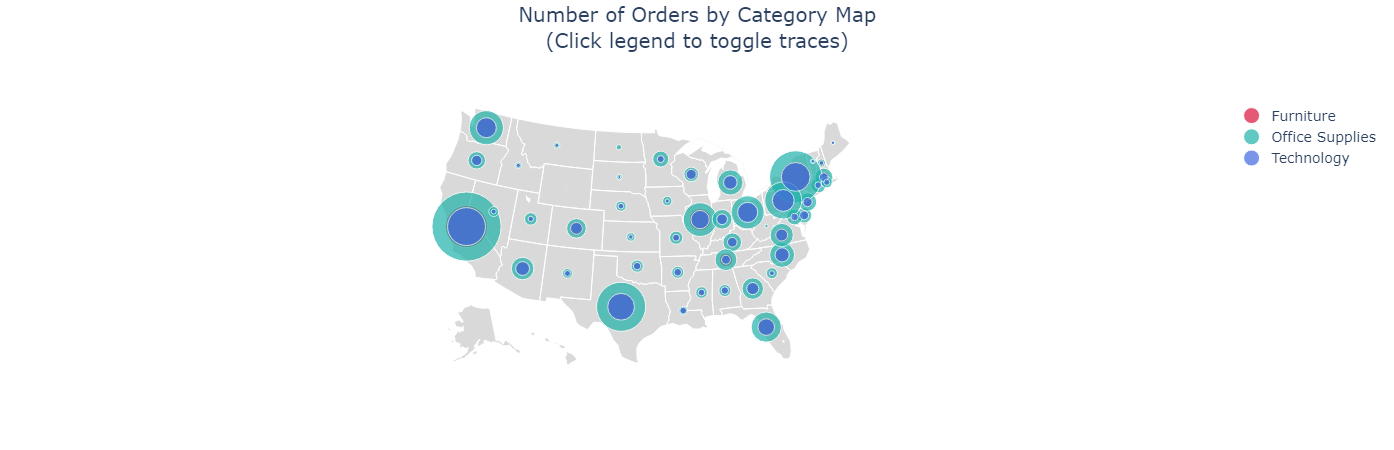 Number of Orders by Category Map
(Click legend to toggle traces)
Furniture
Office Supplies
Technology